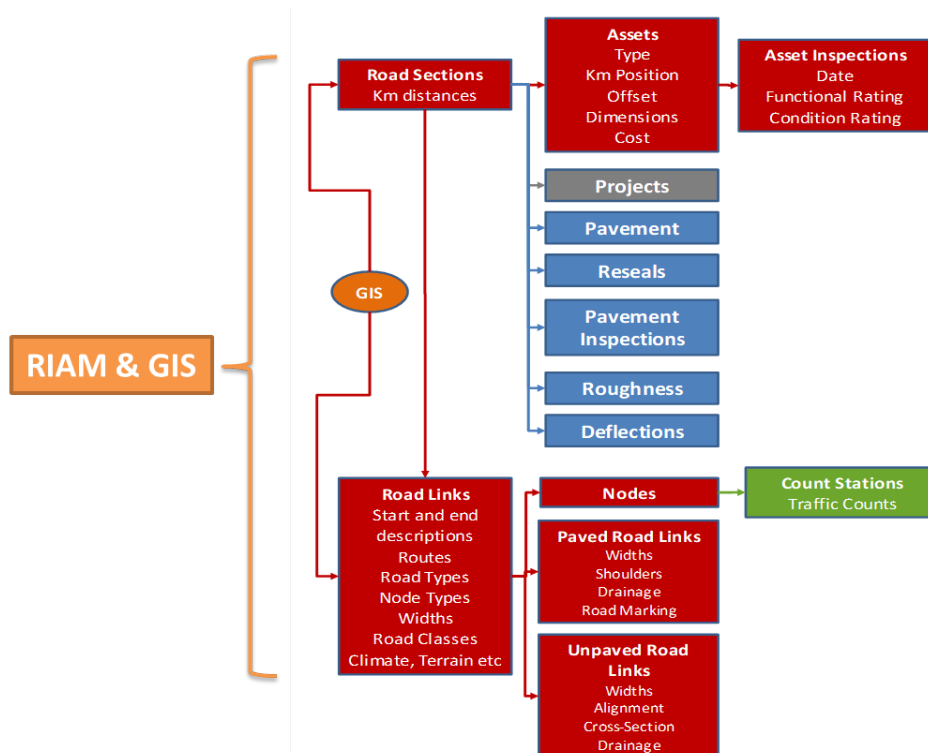 RIAM & GIS
Road Sections
Km distances
GIS
Road Links
Start and end
descriptions
Routes
Road Types
Node Types
Widths
Road Classes
Climate, Terrain etc
Assets
Type
Km Position
Offset
Dimensions
Cost
Asset Inspections
Date
Functional Rating
Condition Rating
Projects
Pavement
Reseals
Pavement
Inspections
Roughness
Deflections
Nodes
Count Stations
Traffic Counts
Paved Road Links
Widths
Shoulders
Drainage
Road Marking
Unpaved Road
Links
Widths
Alignment
Cross-Section
Drainage